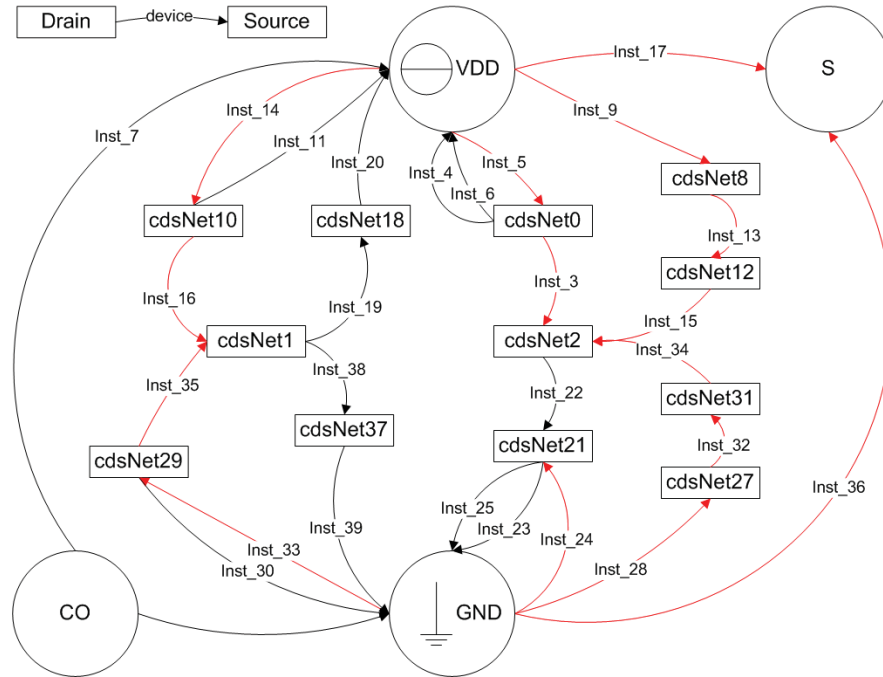 Drain
device
Source
VDD
S
Inst_17
Inst_14
Inst_9
Inst_7
Inst_11
Inst_5
Inst_20
Inst_4
Inst_6
cdsNet8
cdsNet10
cdsNet18
cdsNet0
Inst_13
cdsNet12
Inst_3
Inst_16
Inst_19
Inst_15
cdsNet1
cdsNet2
Inst_34
Inst_38
Inst_35
Inst_22
cdsNet31
cdsNet37
cdsNet21
Inst_32
cdsNet29
cdsNet27
Inst_36
Inst_25
Inst_39
Inst_23
Inst_24
Inst_33
Inst_28
Inst_30
CO
GND